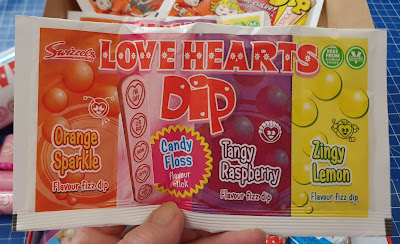 Swizzels
LOVE HEARTS
DIP
Orange
Sparkle
Flavour fizz dip
Candy
Floss
flavour
stick
Tangy
Raspberry
Flavour fizz dip
Zingy
Lemon
Flavour fizz dip